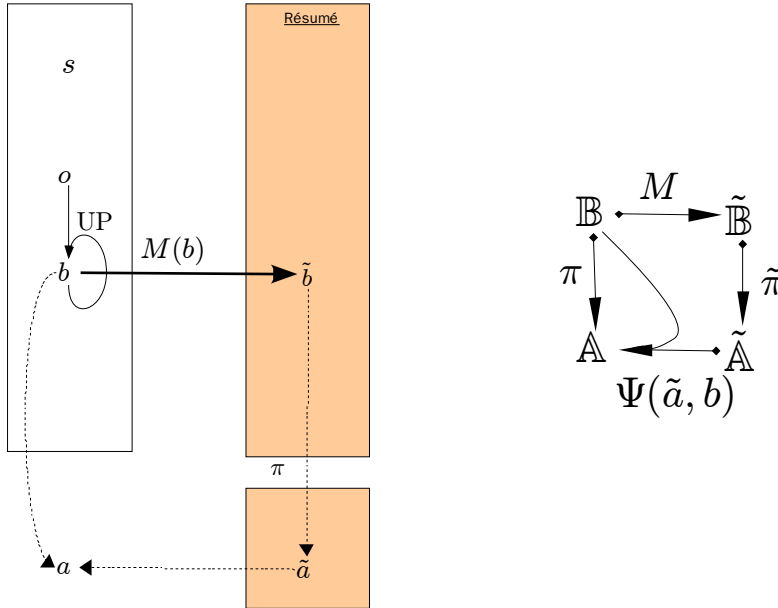 Résumé
s
o
UP
M(b)
b
b̃
π
a
ã
M
𝔹
𝔹̃
π
π̃
𝔸
𝔸̃
Ψ(ã, b)